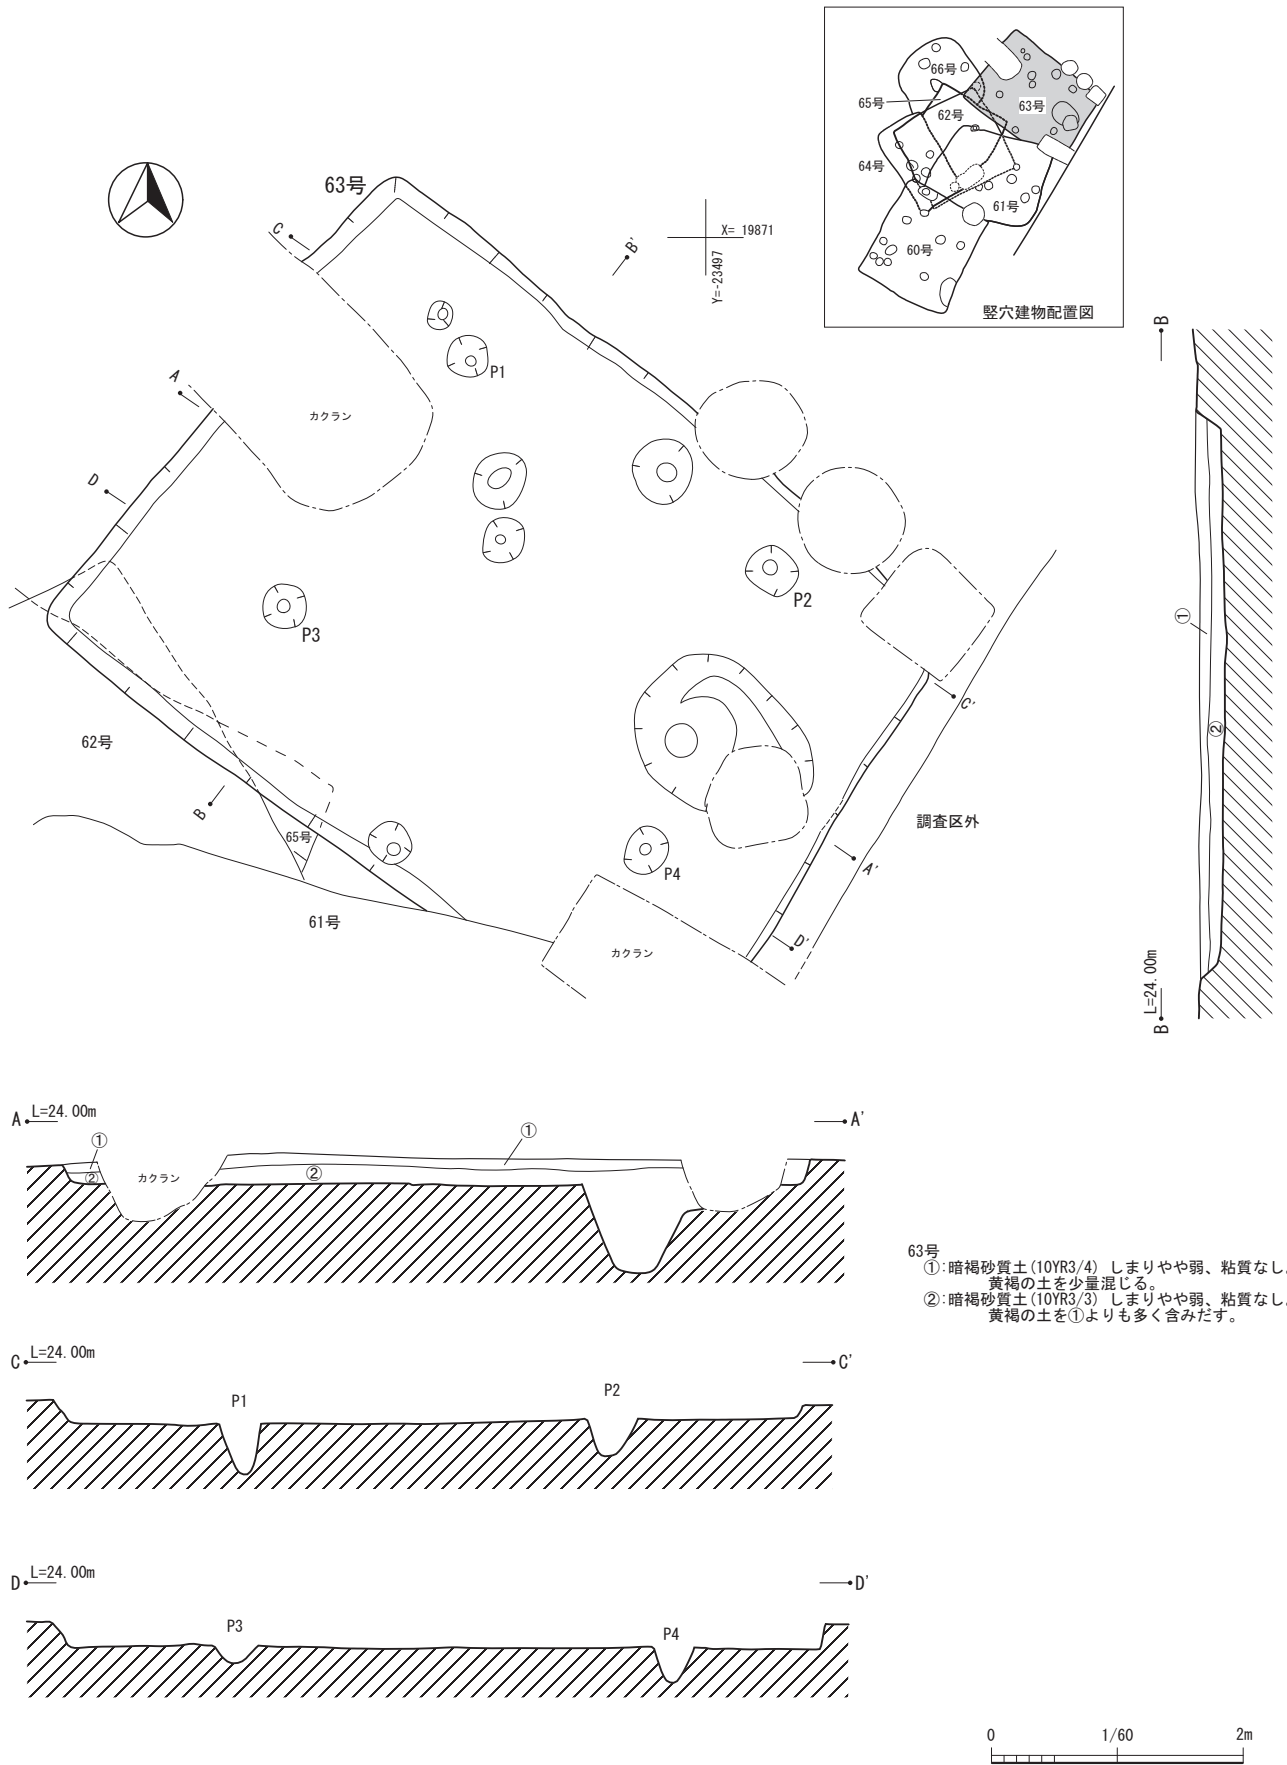 66号
65号
63号
62号
64号
61号
60号
竪穴建物配置図
63号
C
B'
X= 19871
Y=-23497
A
カクラン
P1
D
P2
P3
C'
62号
B
65号
調査区外
P4
A'
61号
カクラン
D'
B
①
②
L=24.00m
B
A
L=24.00m
A'
①
①
②
②
カクラン
63号
①:暗褐砂質土(10YR3/4) しまりやや弱、粘質なし。
黄褐の土を少量混じる。
②:暗褐砂質土(10YR3/3) しまりやや弱、粘質なし。
黄褐の土を①よりも多く含みだす。
C
L=24.00m
C'
P1
P2
D
L=24.00m
D'
P3
P4
0
1/60
2m